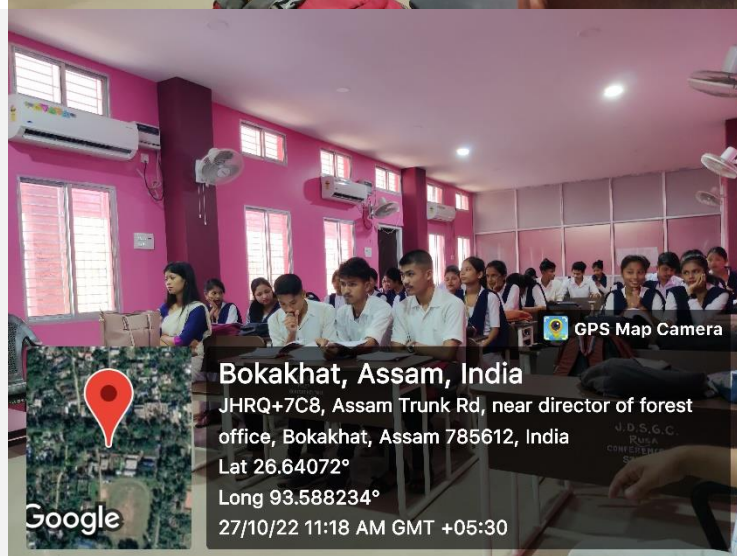 GPS Map Camera
Bokakhat, Assam, India
JHRQ+7C8, Assam Trunk Rd, near director of forest
office, Bokakhat, Assam 785612, India
Lat 26.64072°
Long 93.588234°
27/10/22 11:18 AM GMT +05:30
Google
J.D.S.G.C.
RUSA